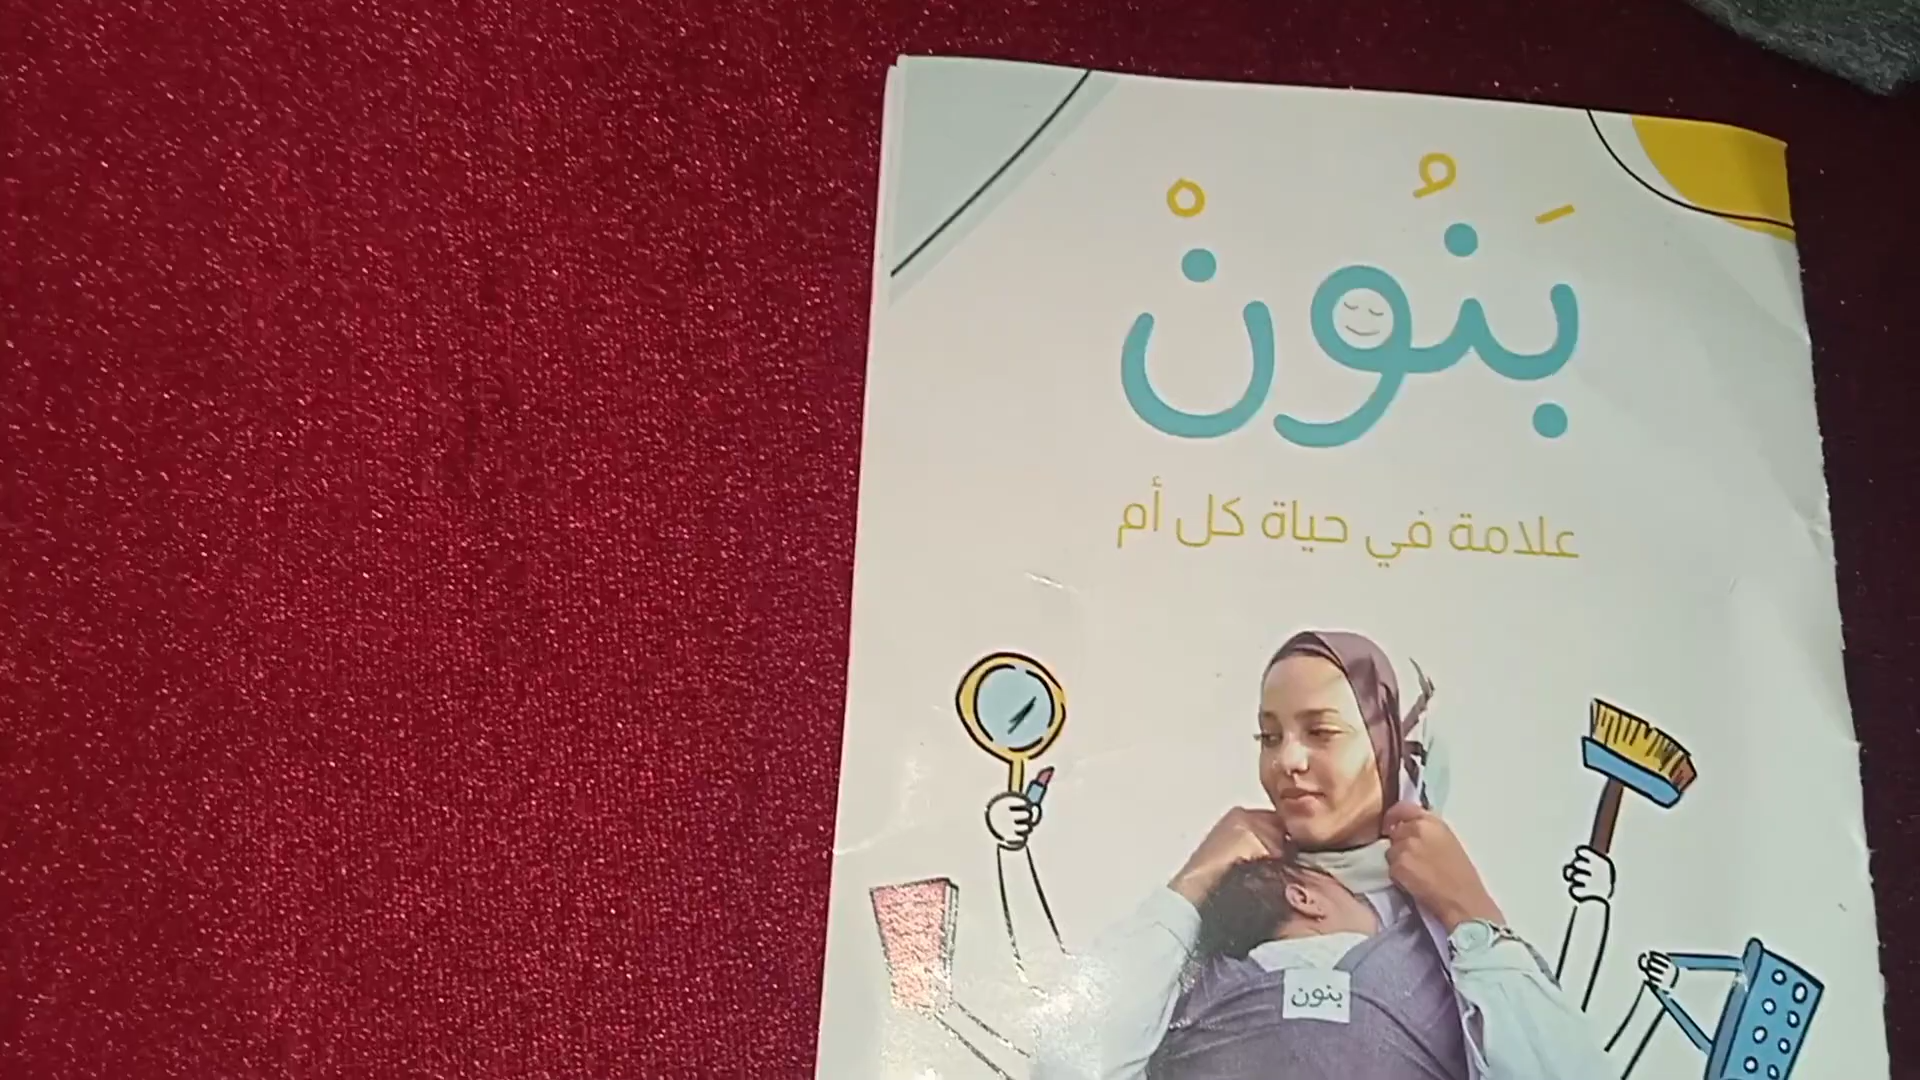 بَنُونْ
علامة في حياة كل أم
بنون